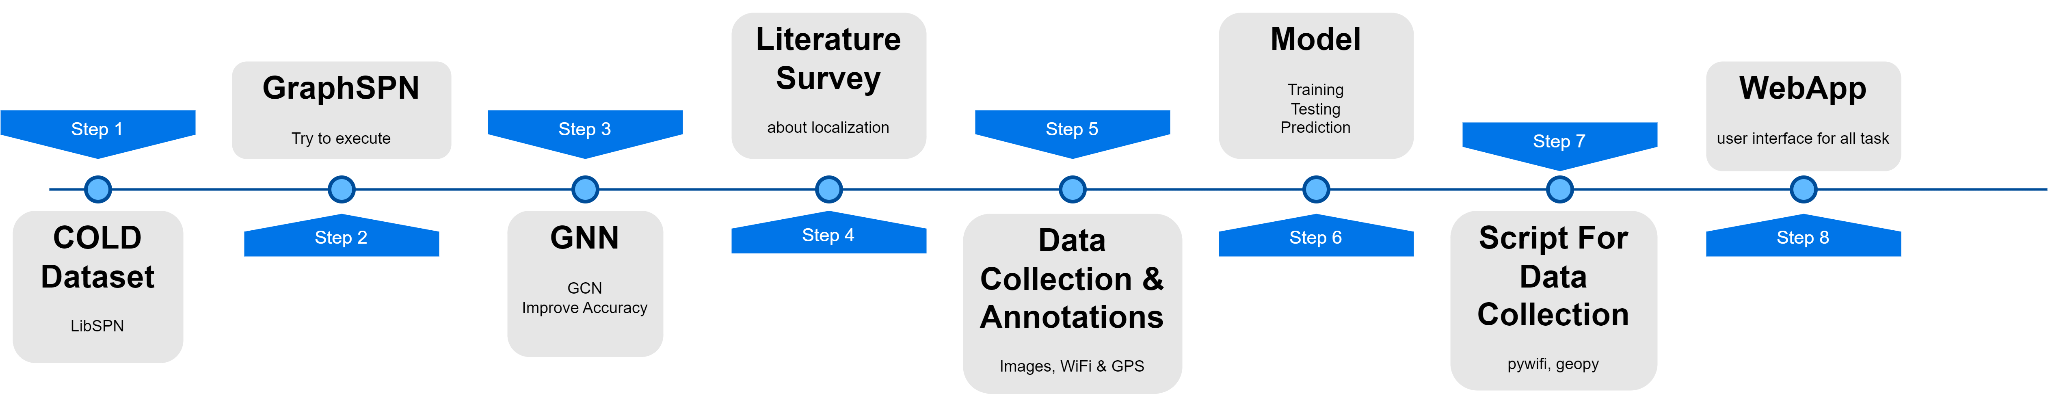 Step 1
COLD
Dataset
LibSPN
GraphSPN
Try to execute
Step 2
Step 3
GNN
GCN
Improve Accuracy
Literature
Survey
about localization
Step 4
Step 5
Data
Collection &
Annotations
Images, WiFi & GPS
Model
Training
Testing
Prediction
Step 6
Step 7
Script For
Data
Collection
pywifi, geopy
WebApp
user interface for all task
Step 8